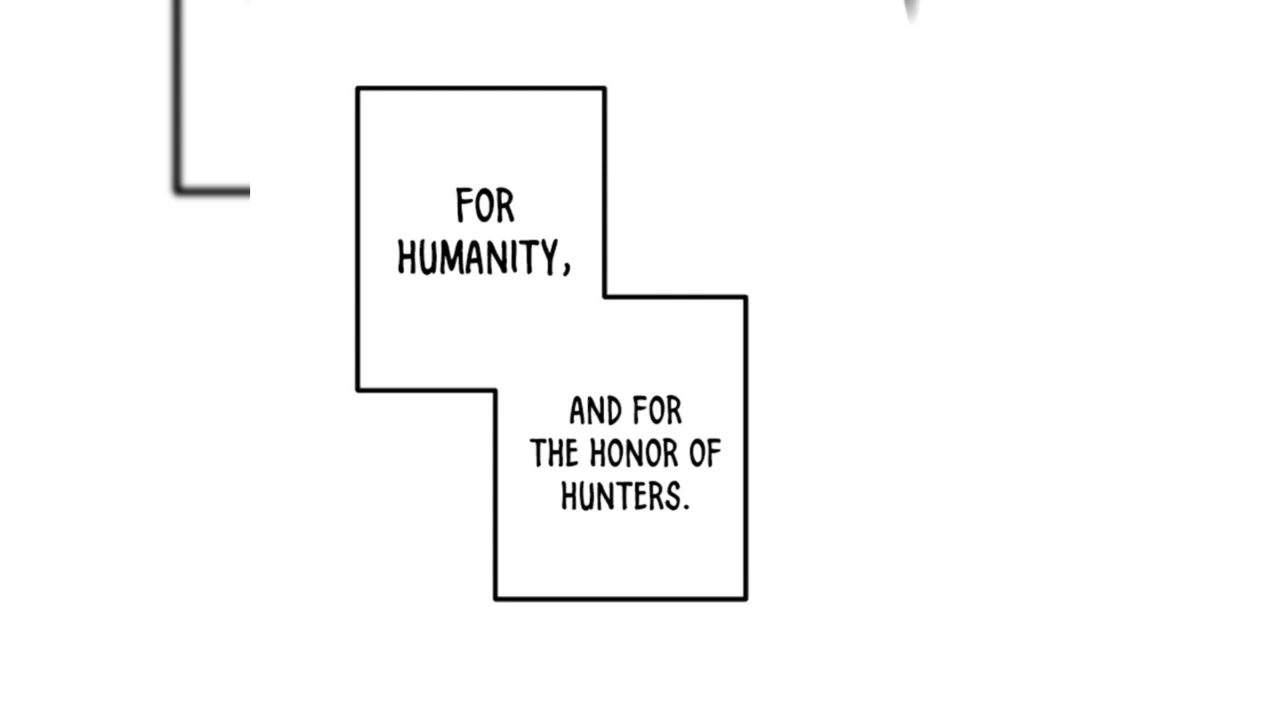 FOR
HUMANITY,
AND FOR
THE HONOR OF
HUNTERS.